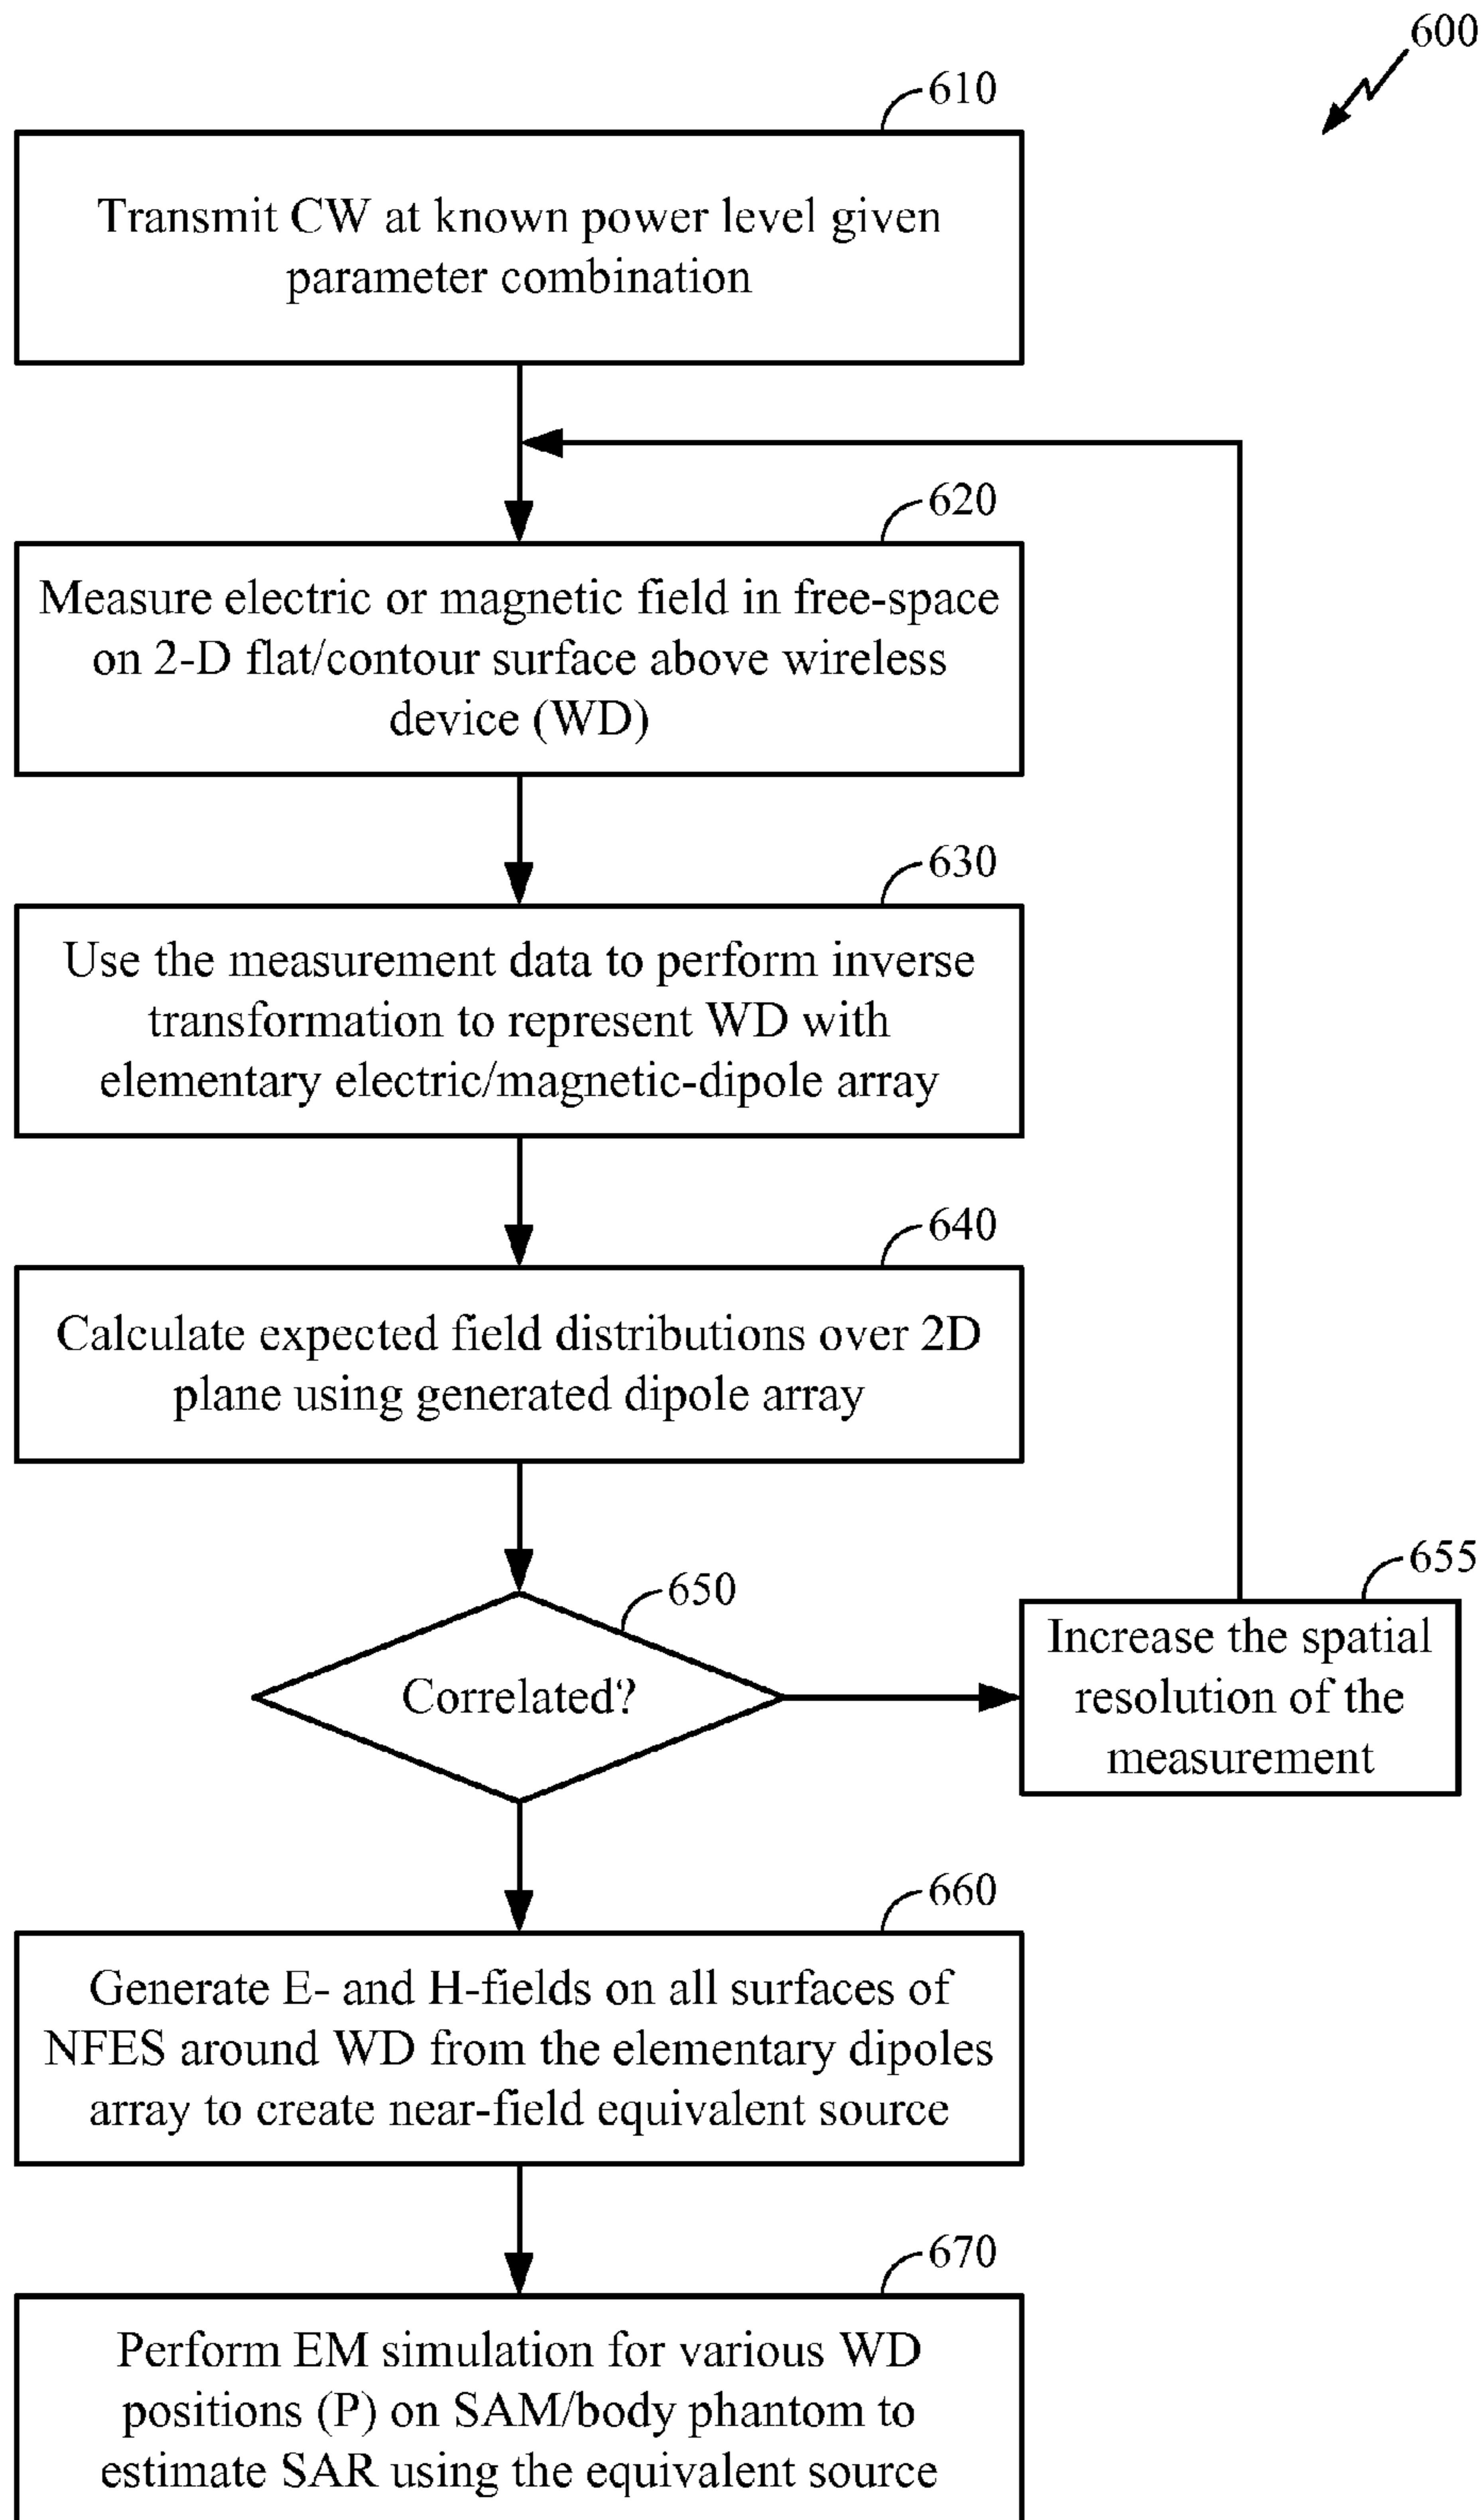 600
610
Transmit CW at known power level given
parameter combination
620
Measure electric or magnetic field in free-space
on 2-D flat/contour surface above wireless
device (WD)
630
Use the measurement data to perform inverse
transformation to represent WD with
elementary electric/magnetic-dipole array
640
Calculate expected field distributions over 2D
plane using generated dipole array
650
Correlated?
655
Increase the spatial
resolution of the
measurement
660
Generate E- and H-fields on all surfaces of
NFES around WD from the elementary dipoles
array to create near-field equivalent source
670
Perform EM simulation for various WD
positions (P) on SAM/body phantom to
estimate SAR using the equivalent source